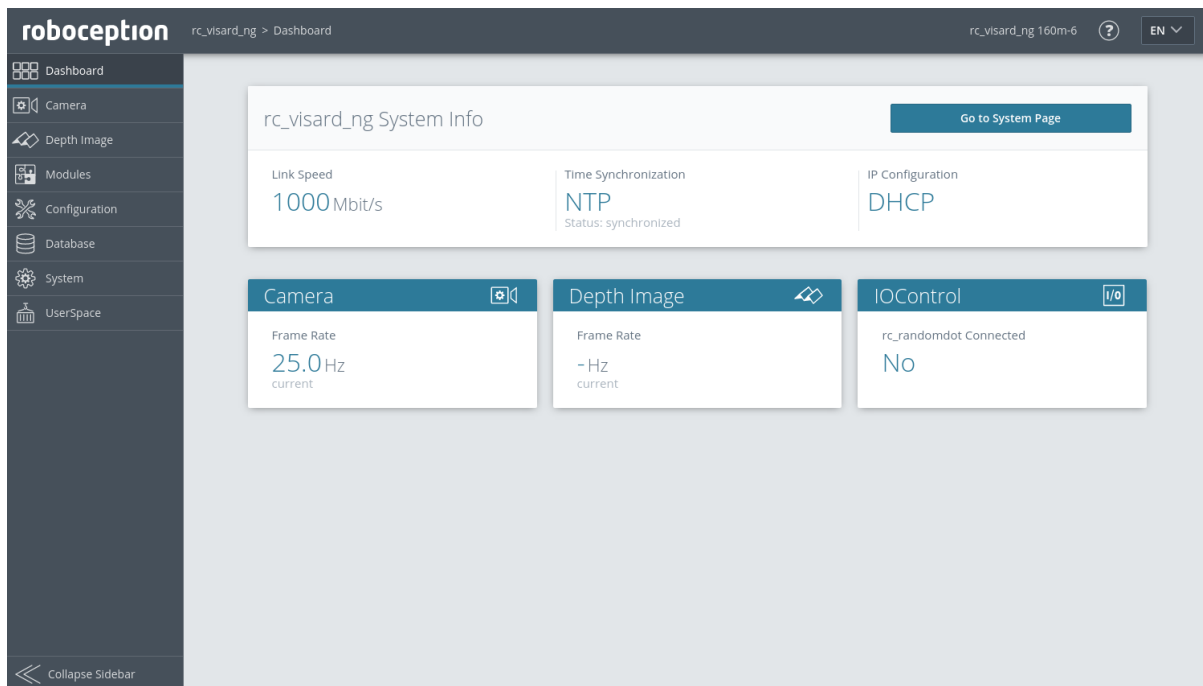 roboception
rc_visard_ng > Dashboard
rc_visard_ng 160m-6
?
EN
Dashboard
Camera
Depth Image
Modules
Configuration
Database
System
UserSpace
Collapse Sidebar
rc_visard_ng System Info
Go to System Page
Link Speed
1000 Mbit/s
Time Synchronization
NTP
Status: synchronized
IP Configuration
DHCP
Camera
Frame Rate
25.0 Hz
current
Depth Image
Frame Rate
- Hz
current
IOControl
I/O
rc_randomdot Connected
No